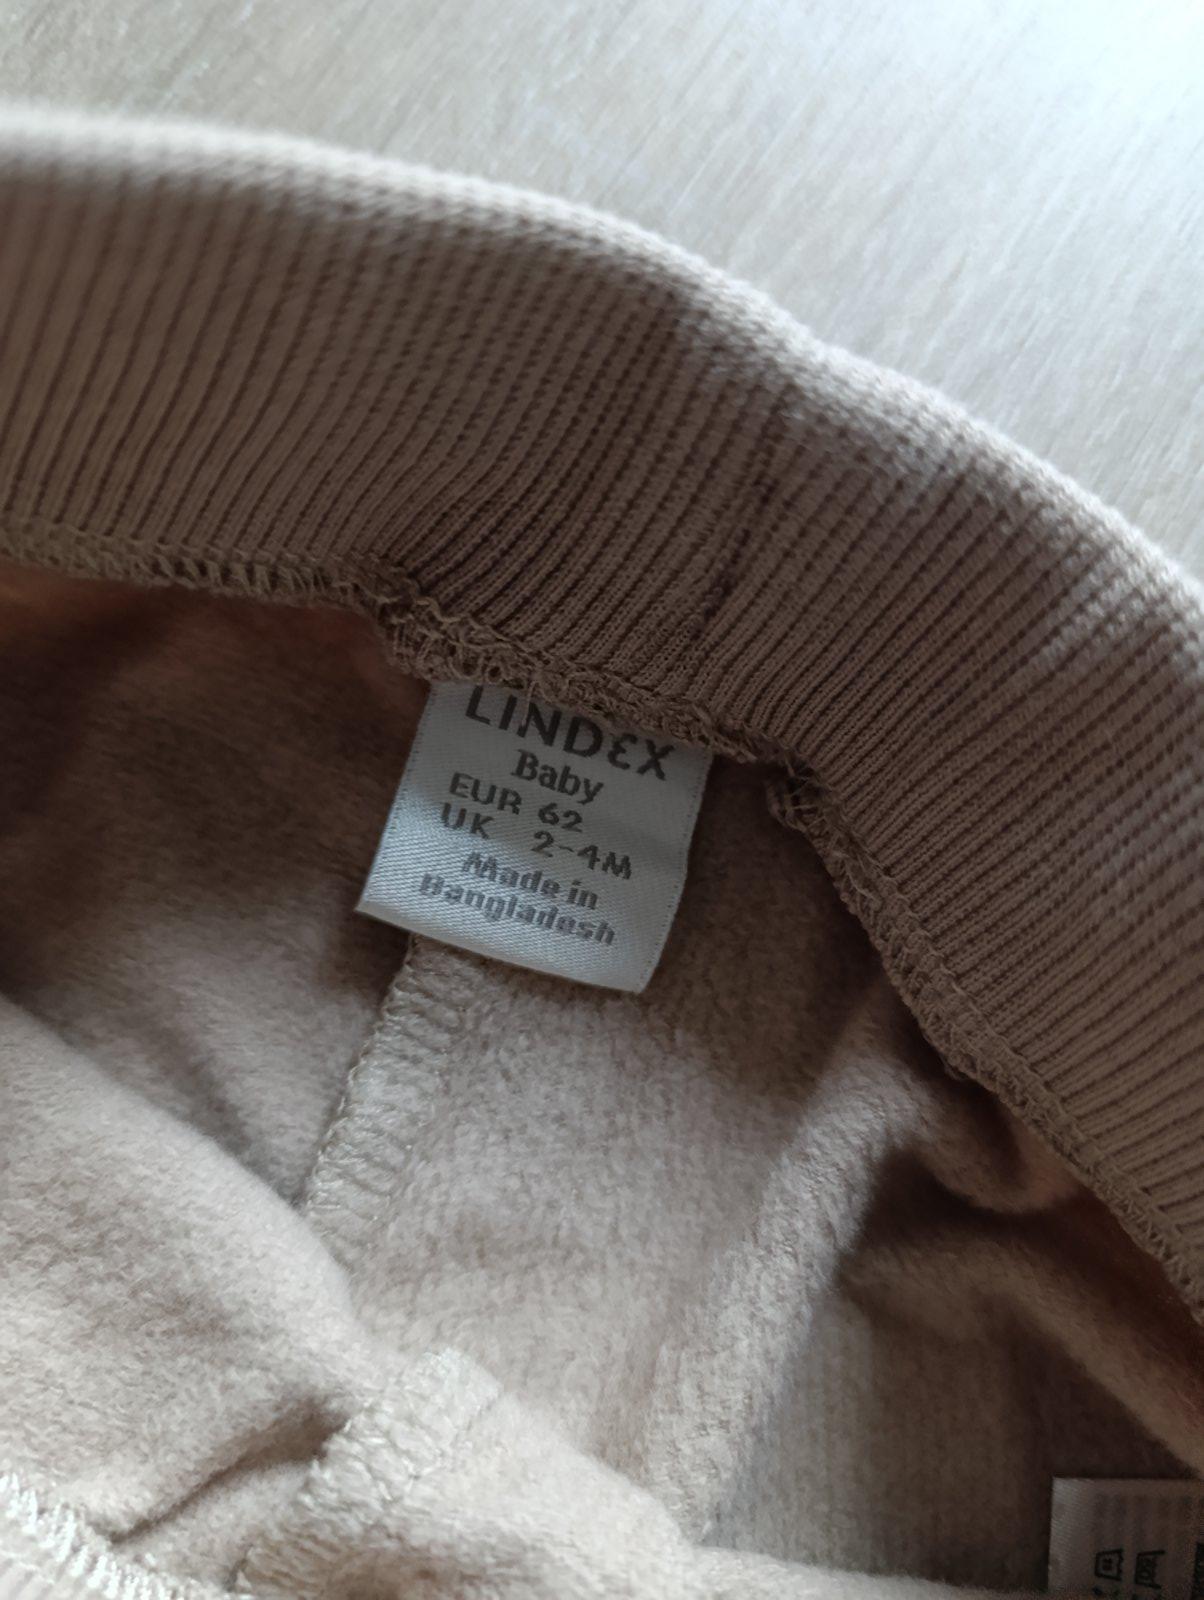 LINDEX
Baby
EUR 62
UK 2-4M
Made in
Bangladesh